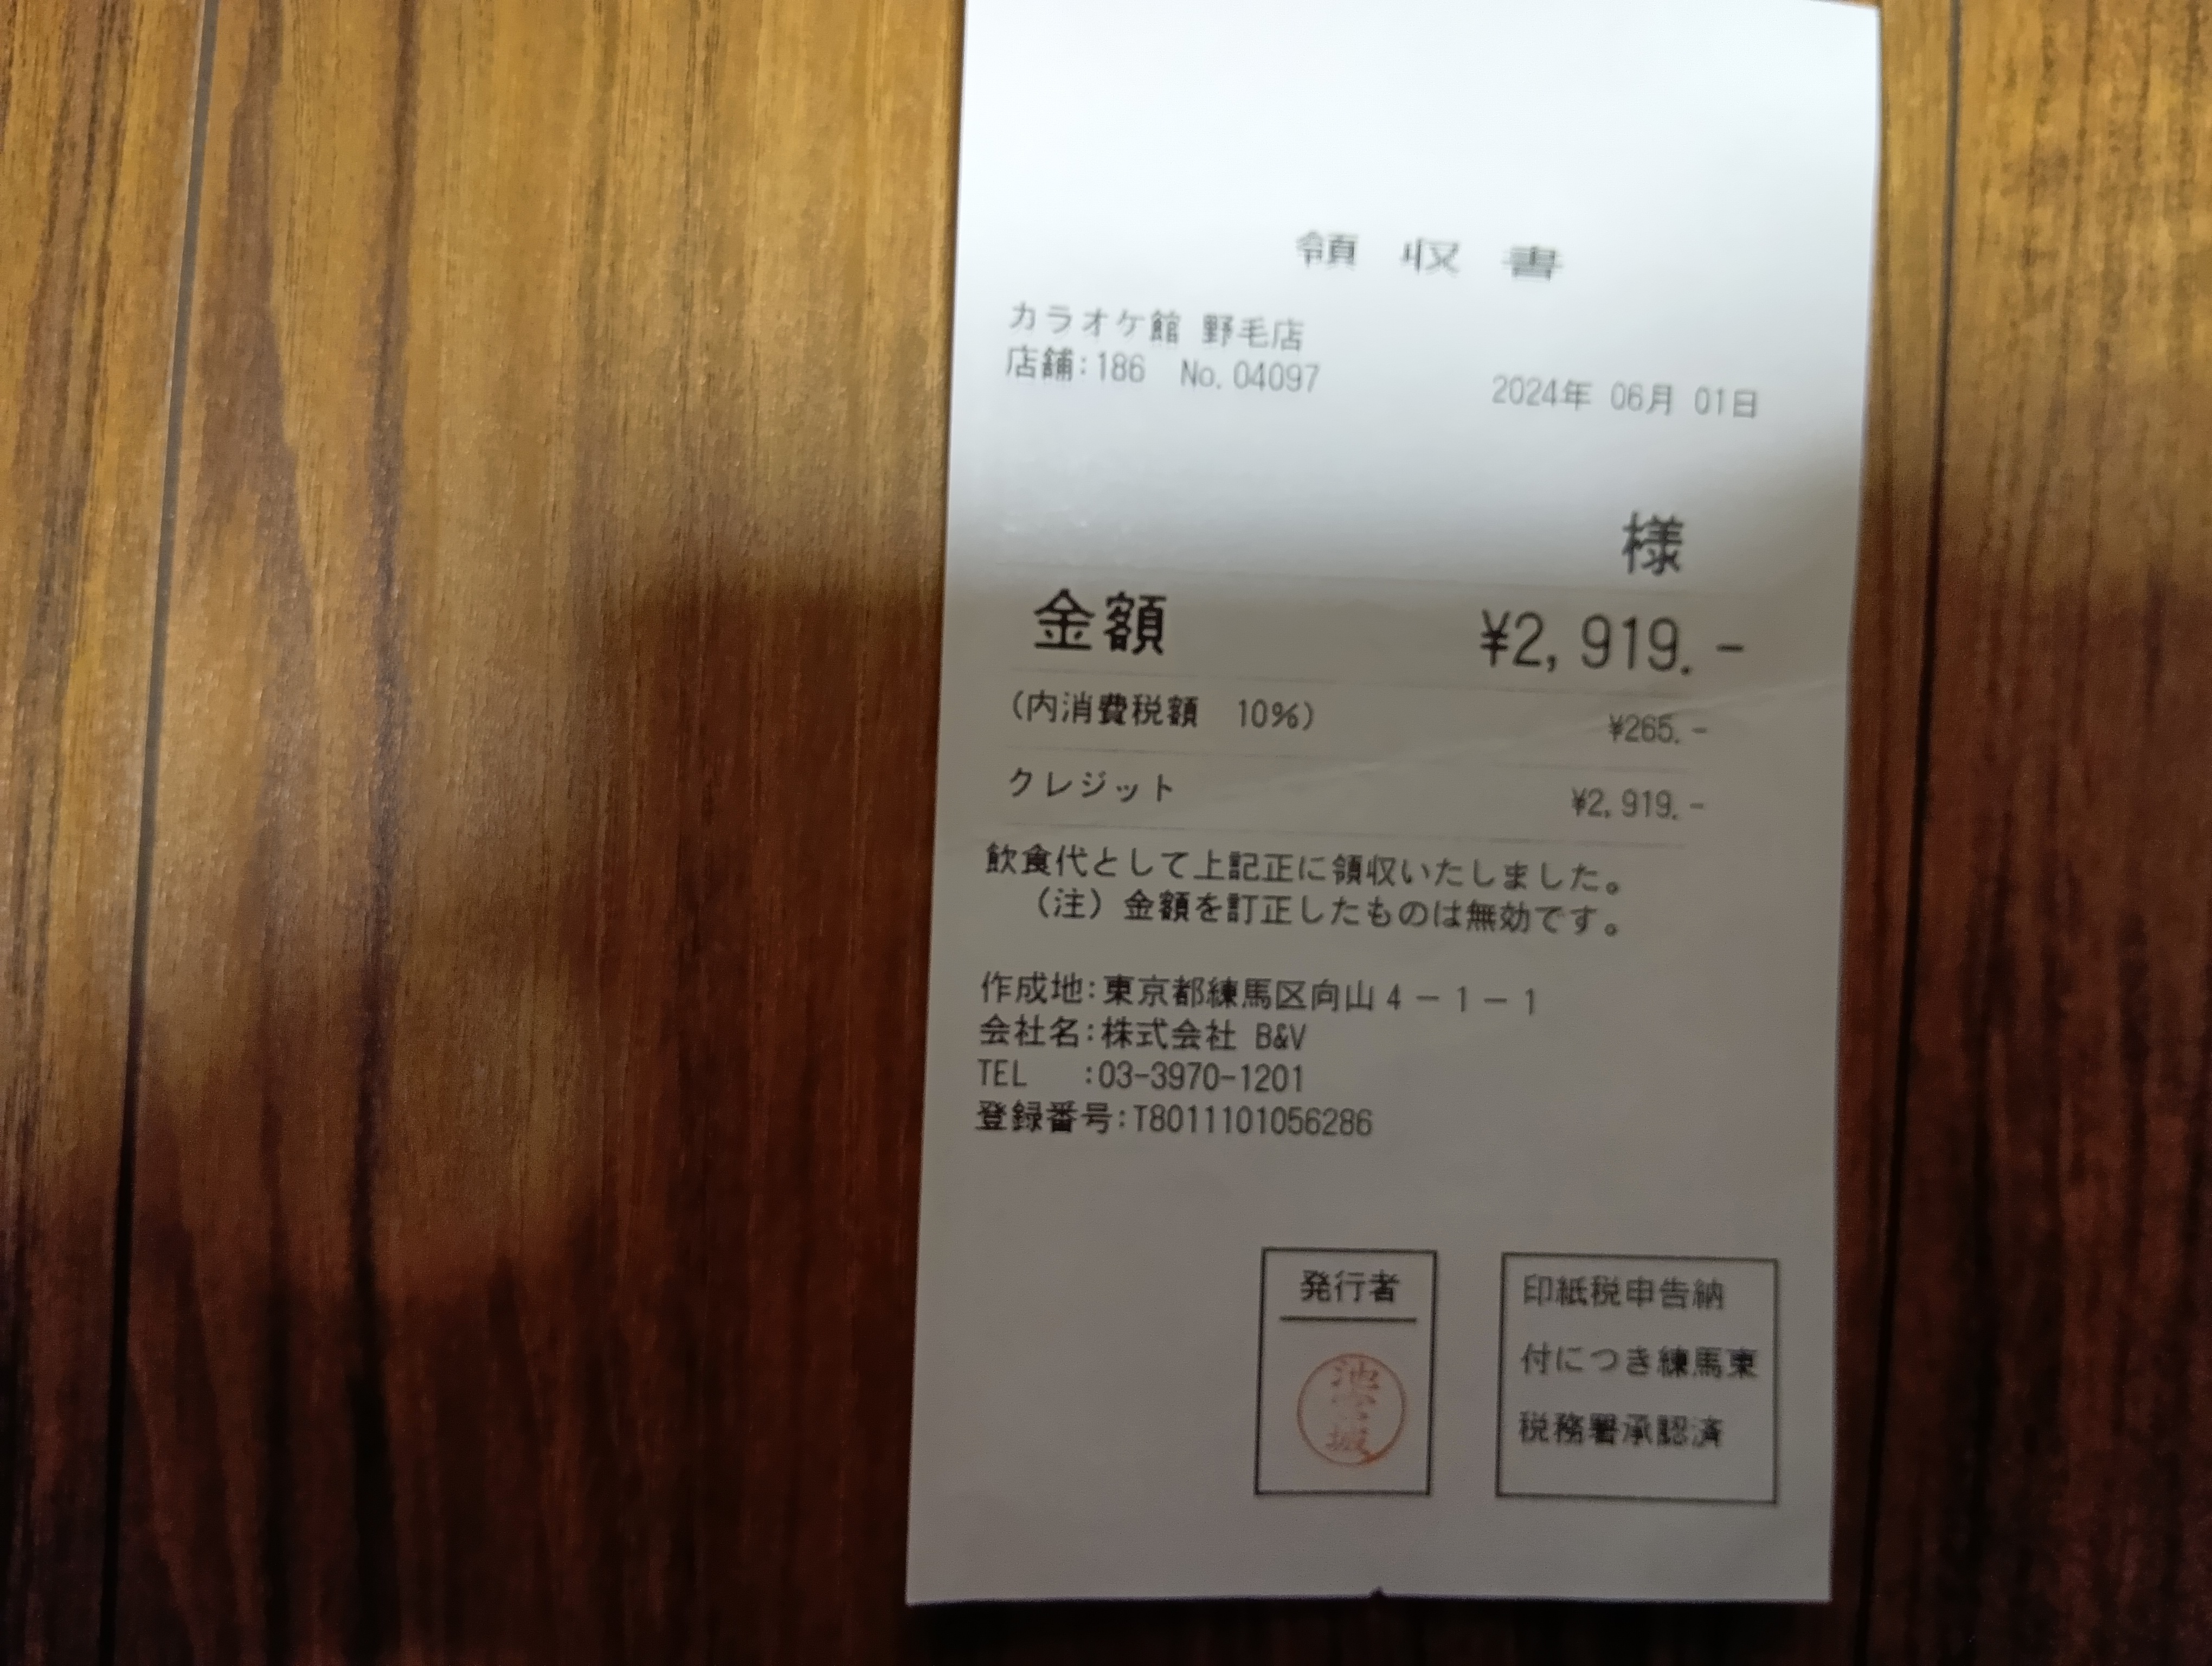 領 収 書
カラオケ館 野毛店
店舗:186 No.04097 2024年 06月 01日
様
金額 ¥2,919.-
(内消費税額 10%) ¥265.-
クレジット ¥2,919.-
飲食代として上記正に領収いたしました。
(注)金額を訂正したものは無効です。
作成地:東京都練馬区向山4-1-1
会社名:株式会社 B&V
TEL :03-3970-1201
登録番号:T8011101056286
発行者
印紙税申告納
付につき練馬東
税務署承認済